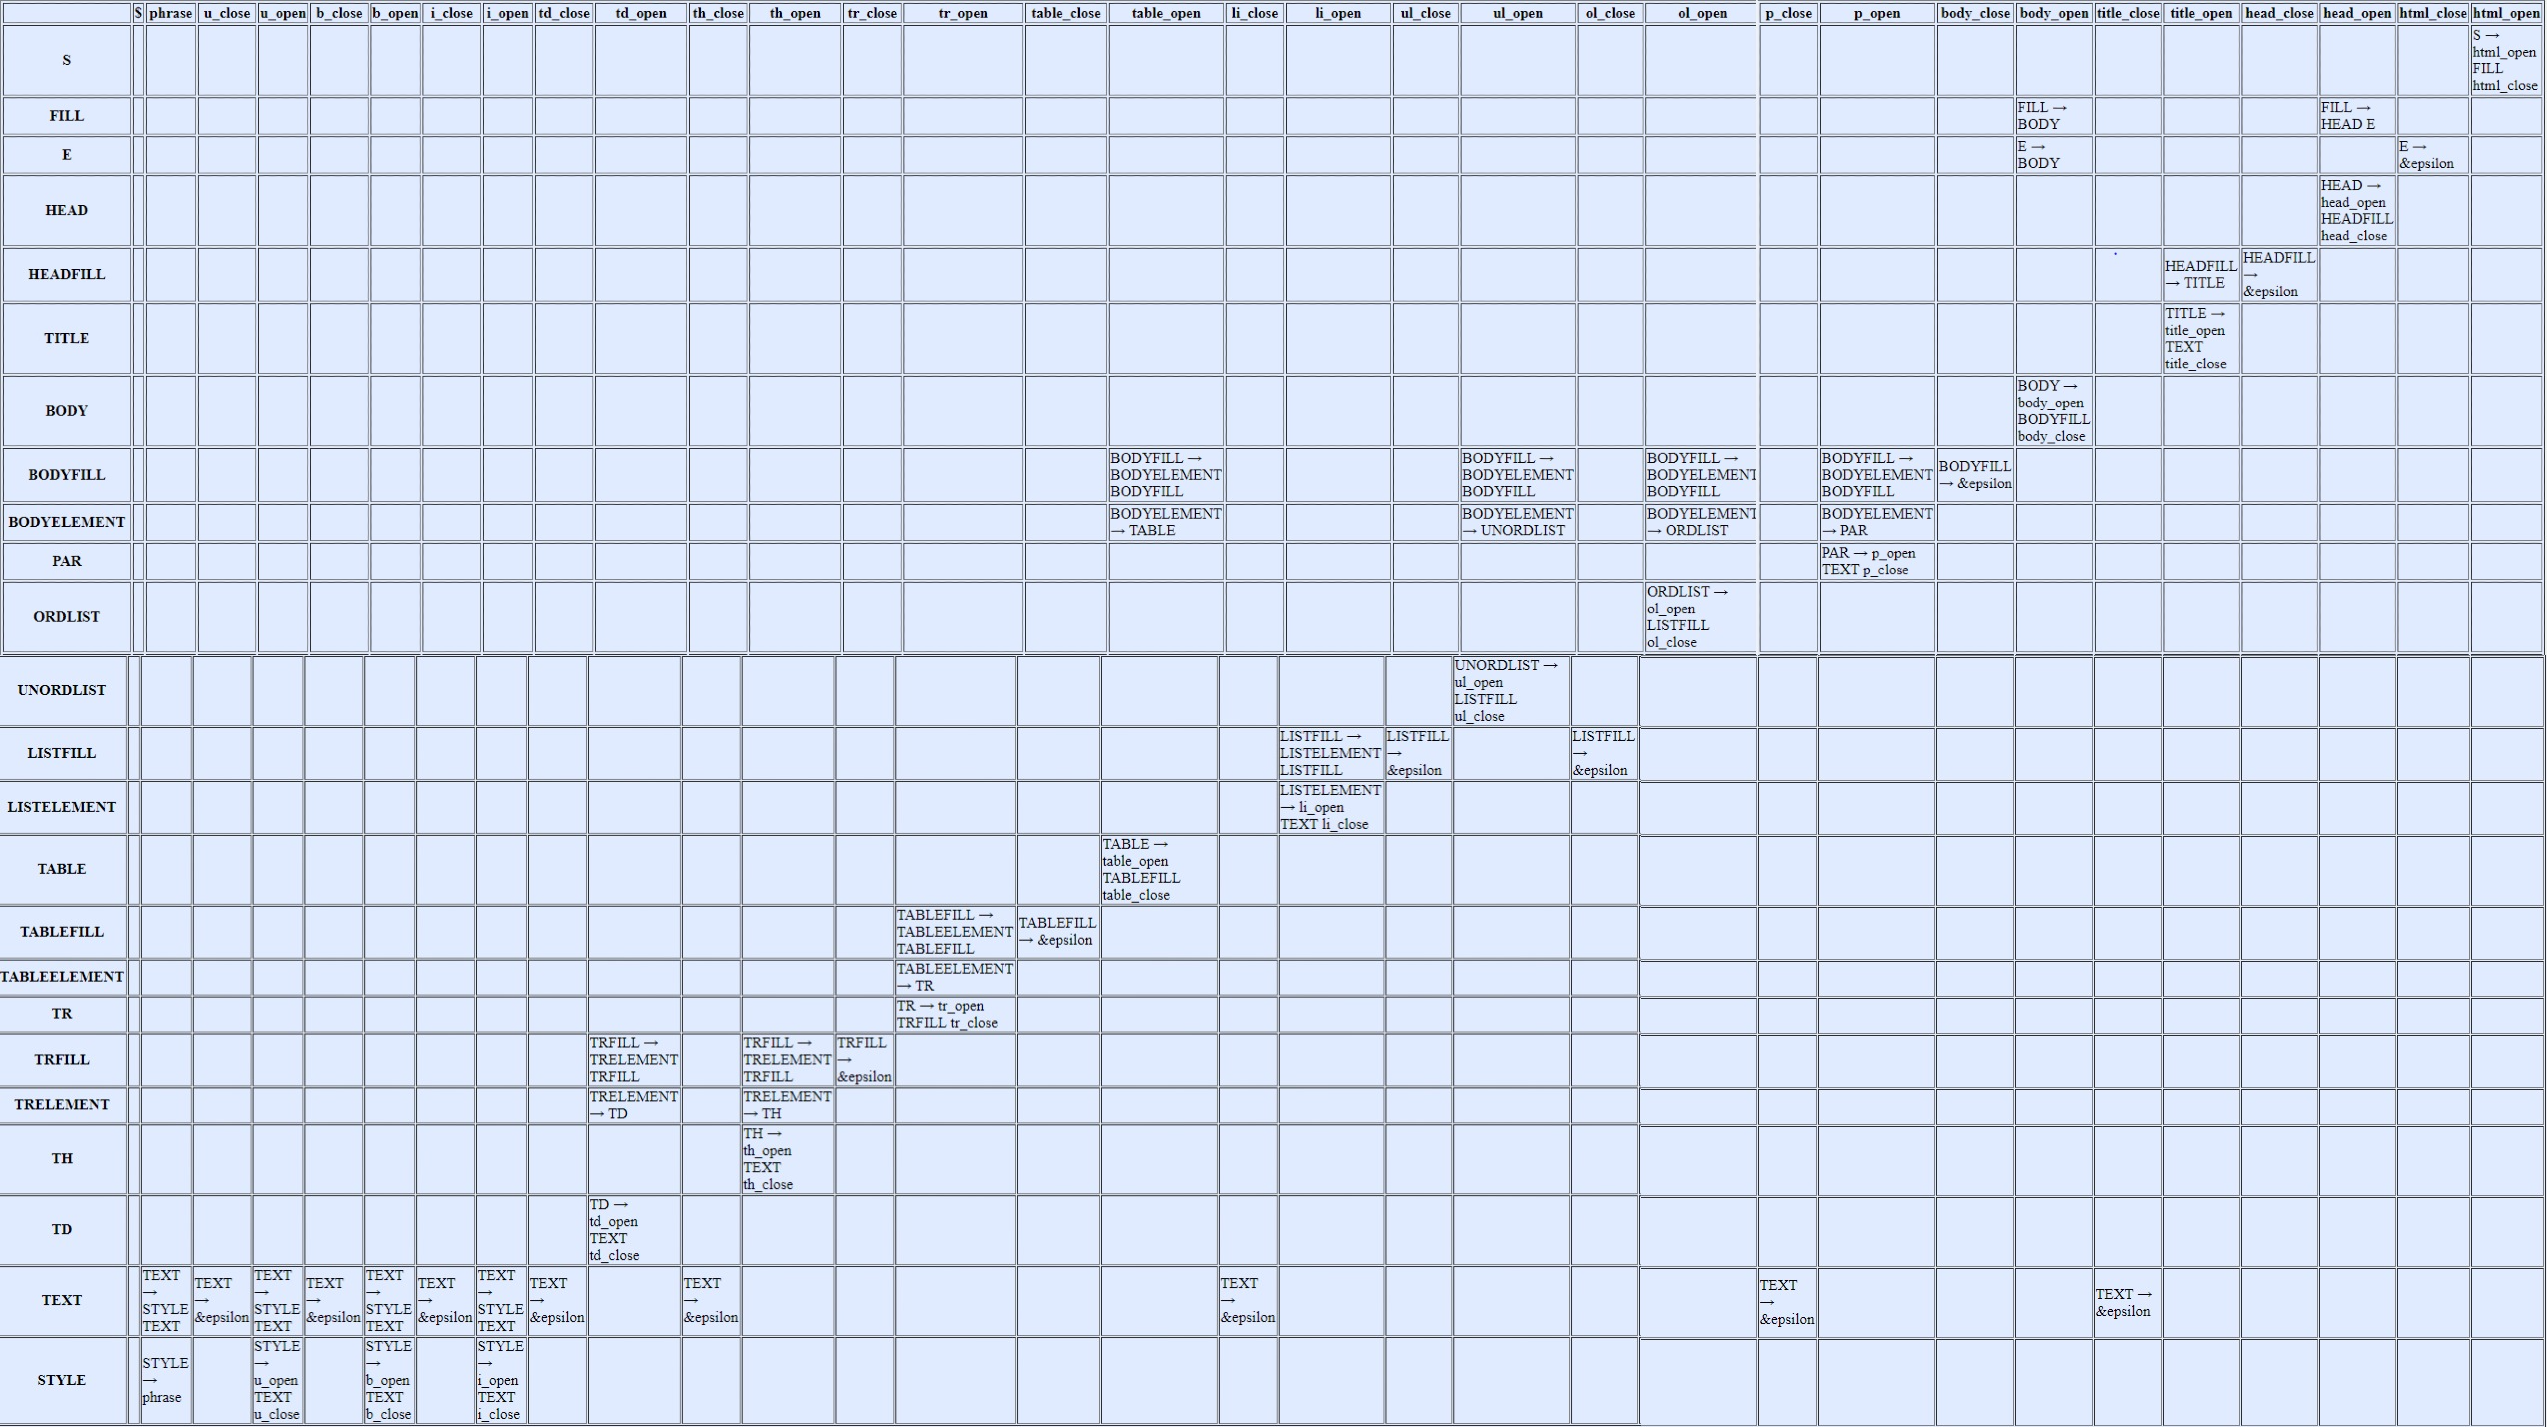 $ phrase u_close u_open b_close b_open i_close i_open td_close td_open th_close th_open tr_close tr_open table_close table_open li_close li_open ul_close ul_open ol_close ol_open p_close p_open body_close body_open title_close title_open head_close head_open html_close html_open
S
S →
html_open
FILL
html_close
FILL
FILL →
BODY
FILL →
HEAD E
E
E →
BODY
E →
&epsilon
HEAD
HEAD →
head_open
HEADFILL
head_close
HEADFILL
HEADFILL
→ TITLE
HEADFILL
→
&epsilon
TITLE
TITLE →
title_open
TEXT
title_close
BODY
BODY →
body_open
BODYFILL
body_close
BODYFILL
BODYFILL →
BODYELEMENT
BODYFILL
BODYFILL →
BODYELEMENT
BODYFILL
BODYFILL →
BODYELEMENT
BODYFILL
BODYFILL →
BODYELEMENT
BODYFILL
BODYFILL
→ &epsilon
BODYELEMENT
BODYELEMENT
→ TABLE
BODYELEMENT
→ UNORDLIST
BODYELEMENT
→ ORDLIST
BODYELEMENT
→ PAR
PAR
PAR → p_open
TEXT p_close
ORDLIST
ORDLIST →
ol_open
LISTFILL
ol_close
UNORDLIST
UNORDLIST →
ul_open
LISTFILL
ul_close
LISTFILL
LISTFILL →
LISTELEMENT
LISTFILL
LISTFILL
→
&epsilon
LISTFILL
→
&epsilon
LISTELEMENT
LISTELEMENT
→ li_open
TEXT li_close
TABLE
TABLE →
table_open
TABLEFILL
table_close
TABLEFILL
TABLEFILL →
TABLEELEMENT
TABLEFILL
TABLEFILL
→ &epsilon
TABLEELEMENT
TABLEELEMENT
→ TR
TR
TR → tr_open
TRFILL tr_close
TRFILL
TRFILL →
TRELEMENT
TRFILL
TRFILL →
TRELEMENT
TRFILL
TRFILL
→
&epsilon
TRELEMENT
TRELEMENT
→ TD
TRELEMENT
→ TH
TH
TH →
th_open
TEXT
th_close
TD
TD →
td_open
TEXT
td_close
TEXT
TEXT
→
STYLE
TEXT
TEXT
→
&epsilon
TEXT
→
STYLE
TEXT
TEXT
→
&epsilon
TEXT
→
STYLE
TEXT
TEXT
→
&epsilon
TEXT
→
STYLE
TEXT
TEXT
→
&epsilon
TEXT
→
&epsilon
TEXT
→
&epsilon
TEXT
→
&epsilon
TEXT →
&epsilon
STYLE
STYLE
→
phrase
STYLE
→
u_open
TEXT
u_close
STYLE
→
b_open
TEXT
b_close
STYLE
→
i_open
TEXT
i_close